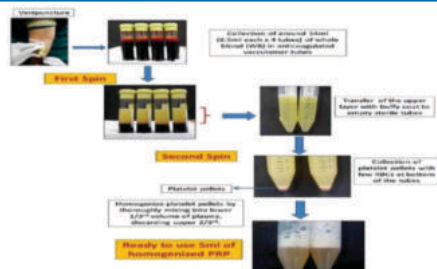 Venipuncture
Collection of around 34ml
(8.5ml each x 4 tubes) of whole
blood (WB) in anticoagulated
vacutainer tubes
First Spin
Transfer of the upper
layer with buffy coat to
empty sterile tubes
Second Spin
Collection of
platelet pellets with
few RBCs at bottom
of the tubes
Platelet pellets
Homogenize platelet pellets by
thoroughly mixing into lower
1/3rd volume of plasma,
discarding upper 2/3rd.
Ready to use 5ml of
homogenized PRP